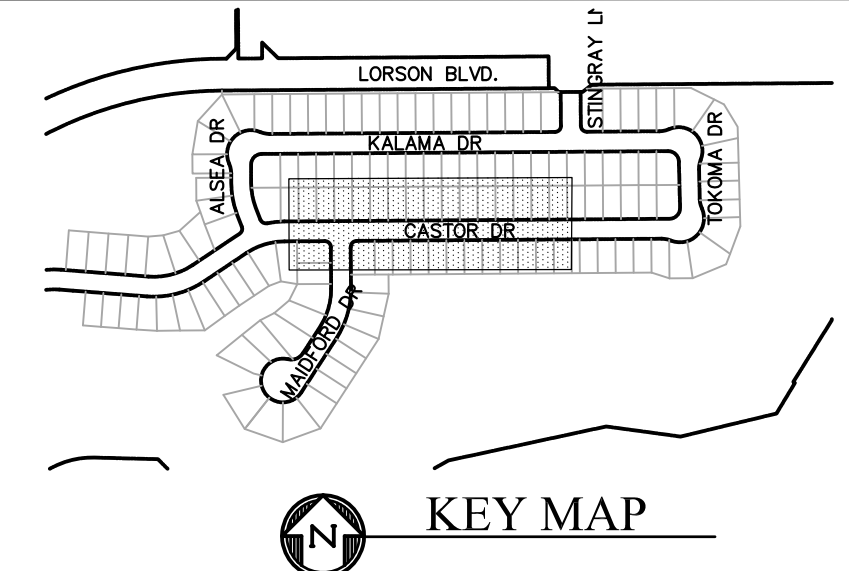 STINGRAY LN
LORSON BLVD.
ALSEA DR
KALAMA DR
TOKOMA DR
CASTOR DR
MAIDFORD DR
KEY MAP
N